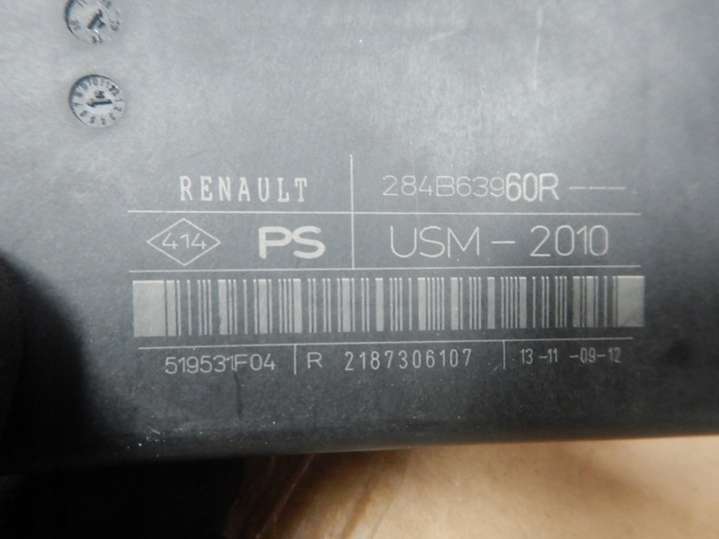 RENAULT 284B63960R---
414 PS USM-2010
519531F04 R 2187306107 13-11-09-12